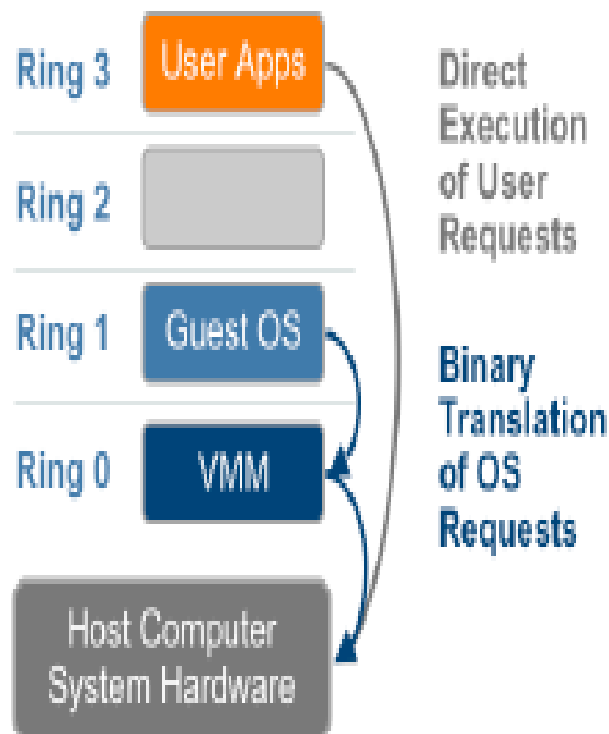 Ring 3
User Apps
Direct
Execution
of User
Requests
Ring 2
Ring 1
Guest OS
Binary
Translation
of OS
Requests
Ring 0
VMM
Host Computer
System Hardware